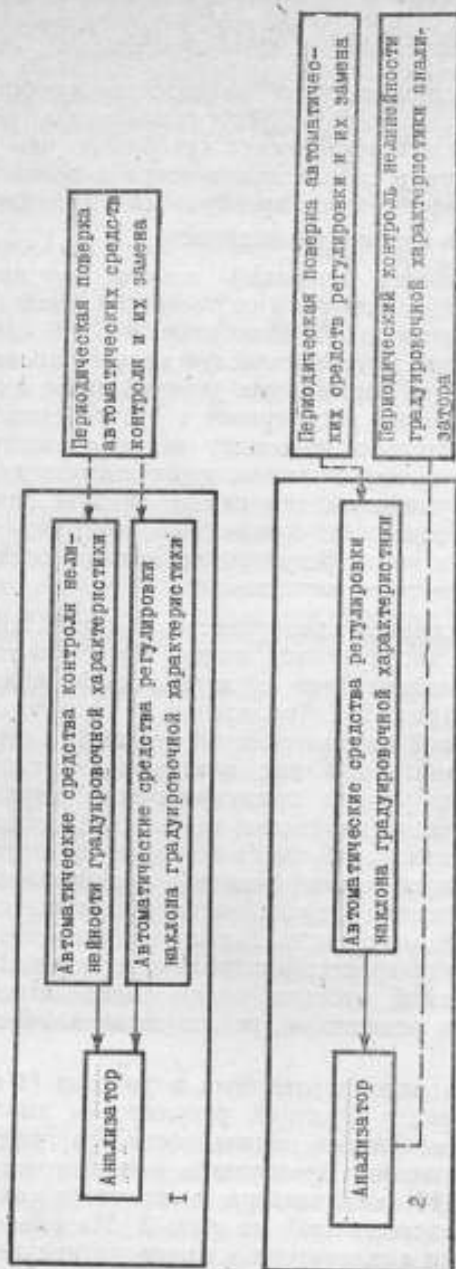 Периодическая поверка
автоматических средств
контроля и их замена
Автоматические средства контроля нели
нейности градуировочной характеристики
Автоматические средства регулировки
наклона градуировочной характеристики
Анализатор
I
Периодическая поверка автоматичес-
ких средств регулировки и их замена
Периодический контроль нелинейности
градуировочной характеристики анали-
затора
Автоматические средства регулировки
наклона градуировочной характеристики
Анализатор
2